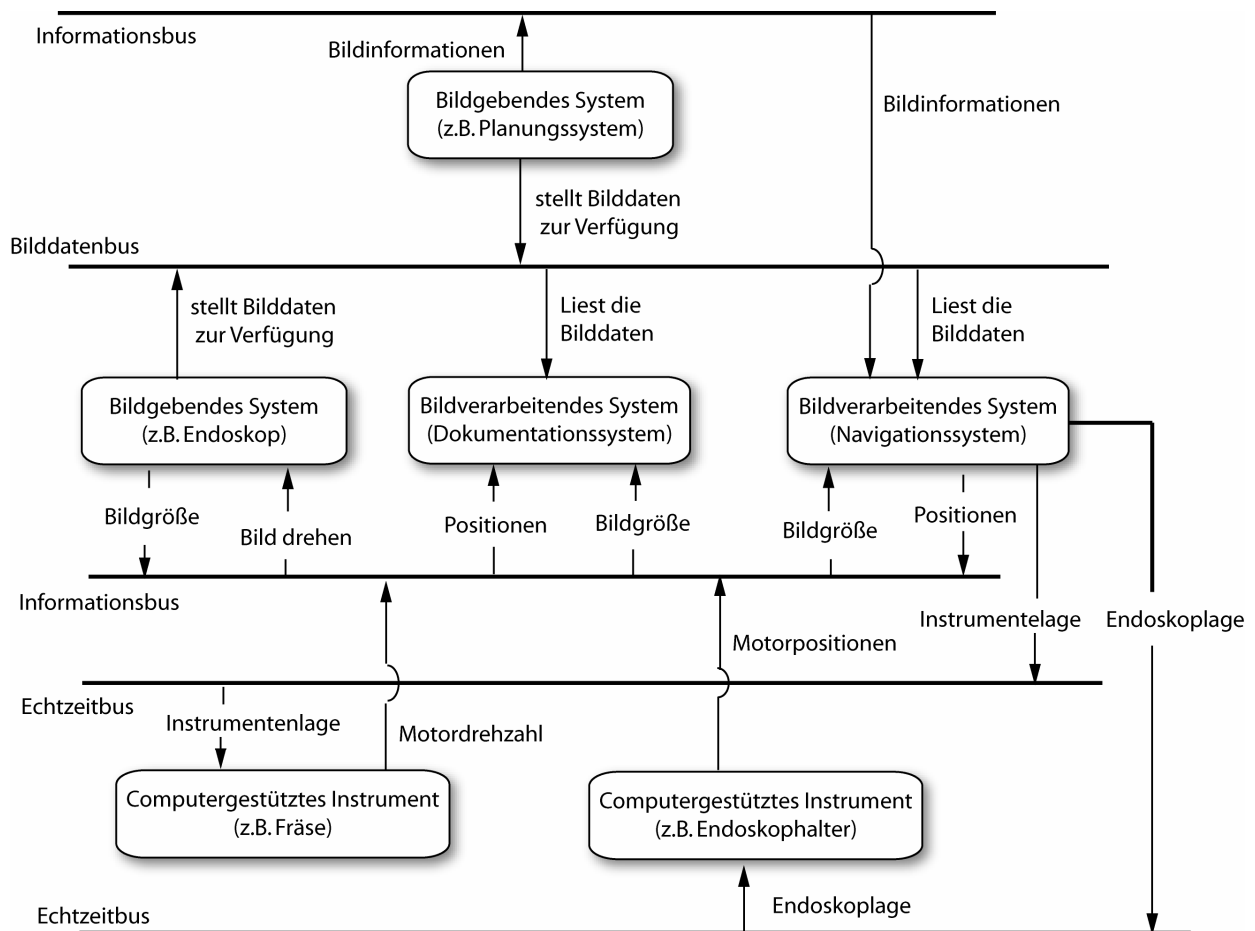 Informationsbus
Bildinformationen
Bildgebendes System
(z.B. Planungssystem)
Bildinformationen
stellt Bilddaten
zur Verfügung
Bilddatenbus
stellt Bilddaten
zur Verfügung
Liest die
Bilddaten
Liest die
Bilddaten
Bildgebendes System
(z.B. Endoskop)
Bildverarbeitendes System
(Dokumentationssystem)
Bildverarbeitendes System
(Navigationssystem)
Bildgröße
Bild drehen
Positionen
Bildgröße
Bildgröße
Positionen
Informationsbus
Instrumentelage
Endoskoplage
Motorpositionen
Echtzeitbus
Instrumentenlage
Motordrehzahl
Computergestütztes Instrument
(z.B. Fräse)
Computergestütztes Instrument
(z.B. Endoskophalter)
Endoskoplage
Echtzeitbus